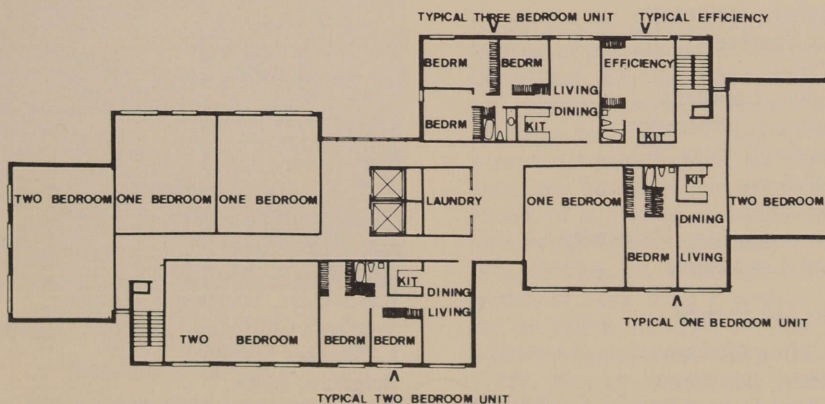 TYPICAL THREE BEDROOM UNIT TYPICAL EFFICIENCY
BEDRM BEDRM EFFICIENCY
LIVING
BEDRM DINING
KIT KIT
TWO BEDROOM ONE BEDROOM ONE BEDROOM LAUNDRY ONE BEDROOM KIT TWO BEDROOM
DINING
BEDRM LIVING
KIT
DINING
LIVING
TWO BEDROOM BEDRM BEDRM
TYPICAL ONE BEDROOM UNIT
TYPICAL TWO BEDROOM UNIT